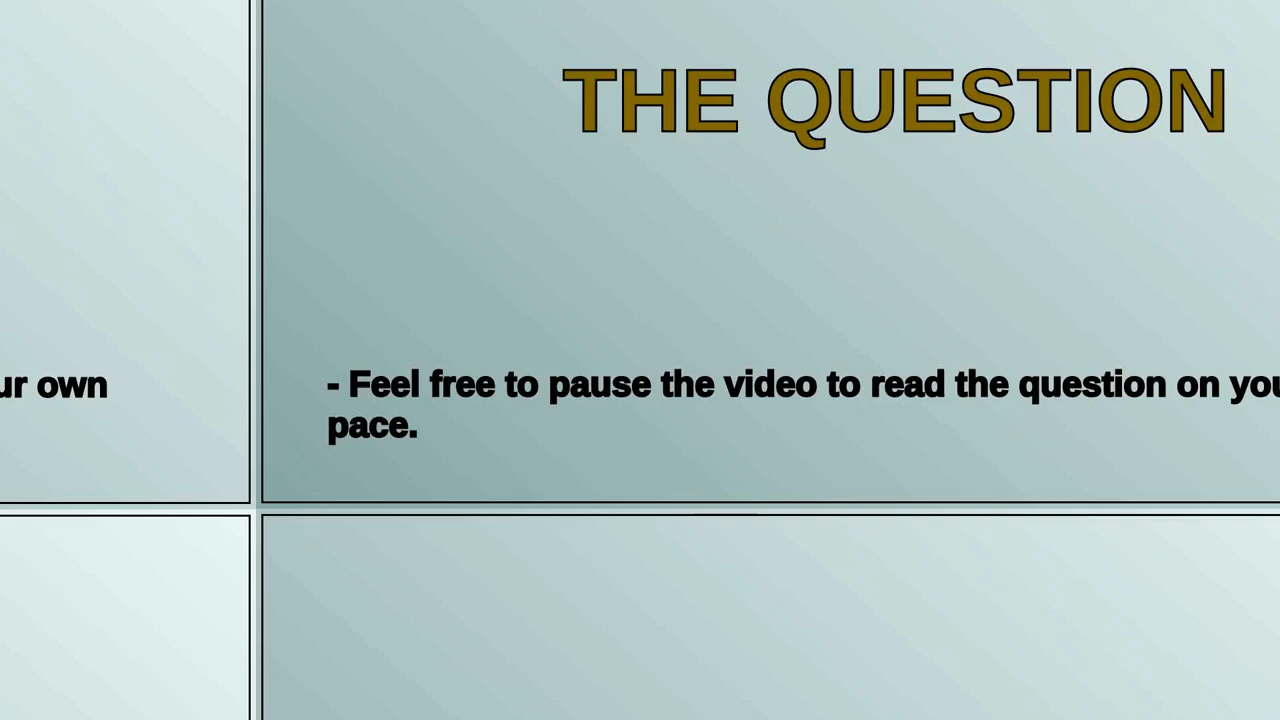 THE QUESTION
ur own
- Feel free to pause the video to read the question on you
pace.